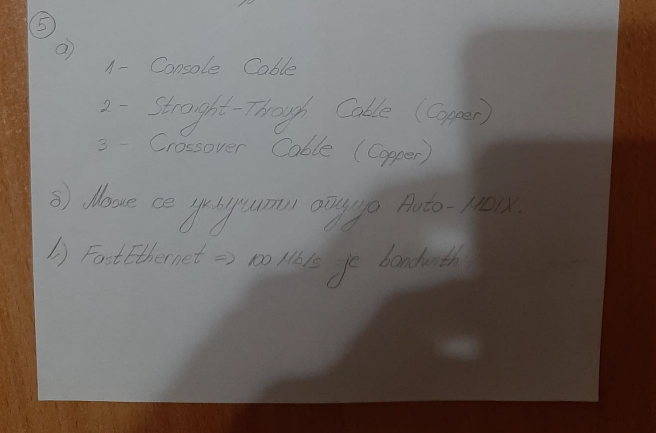 5
а)
1 - Console Cable
2 - Straight-Through Cable (Copper)
3 - Crossover Cable (Copper)
б) Може се укључити опција Auto-MDIX.
в) FastEthernet => 100 Mb/s je bandwith